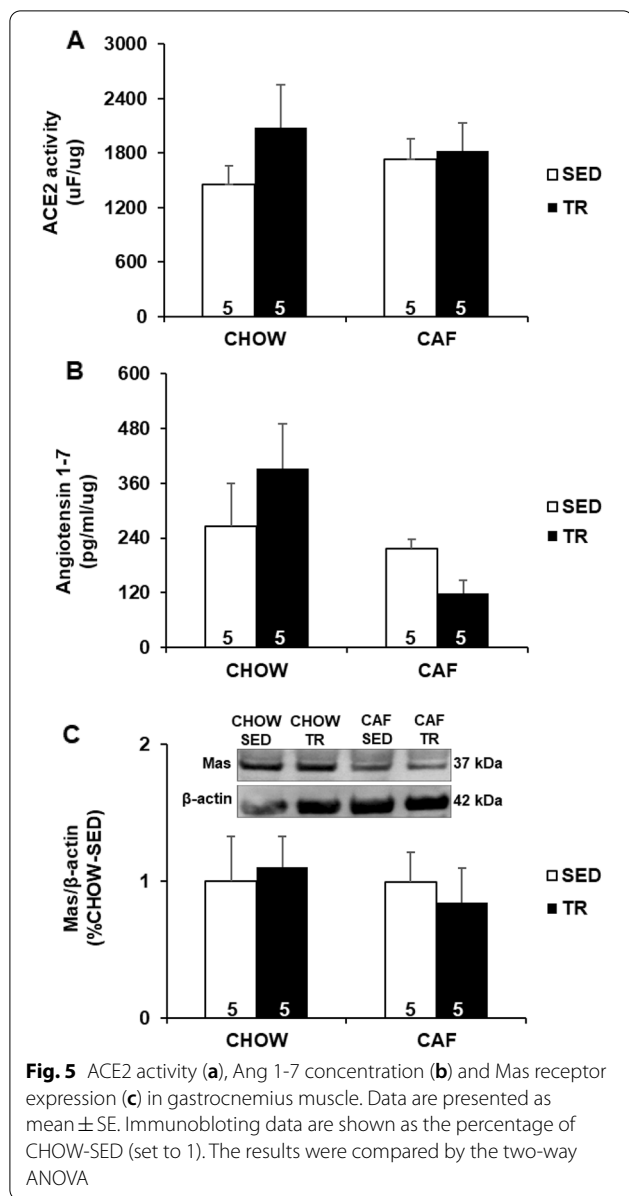 A
3000
2400
1800
1200
600
0
ACE2 activity
(uF/ug)
5 5 5 5
CHOW CAF
SED
TR
B
600
480
360
240
120
0
Angiotensin 1-7
(pg/ml/ug)
5 5 5 5
CHOW CAF
SED
TR
C
2
1
0
Mas/β-actin
(%CHOW-SED)
CHOW CHOW CAF CAF
SED TR SED TR
Mas 37 kDa
β-actin 42 kDa
5 5 5 5
CHOW CAF
SED
TR
Fig. 5 ACE2 activity (a), Ang 1-7 concentration (b) and Mas receptor
expression (c) in gastrocnemius muscle. Data are presented as
mean ± SE. Immunobloting data are shown as the percentage of
CHOW-SED (set to 1). The results were compared by the two-way
ANOVA